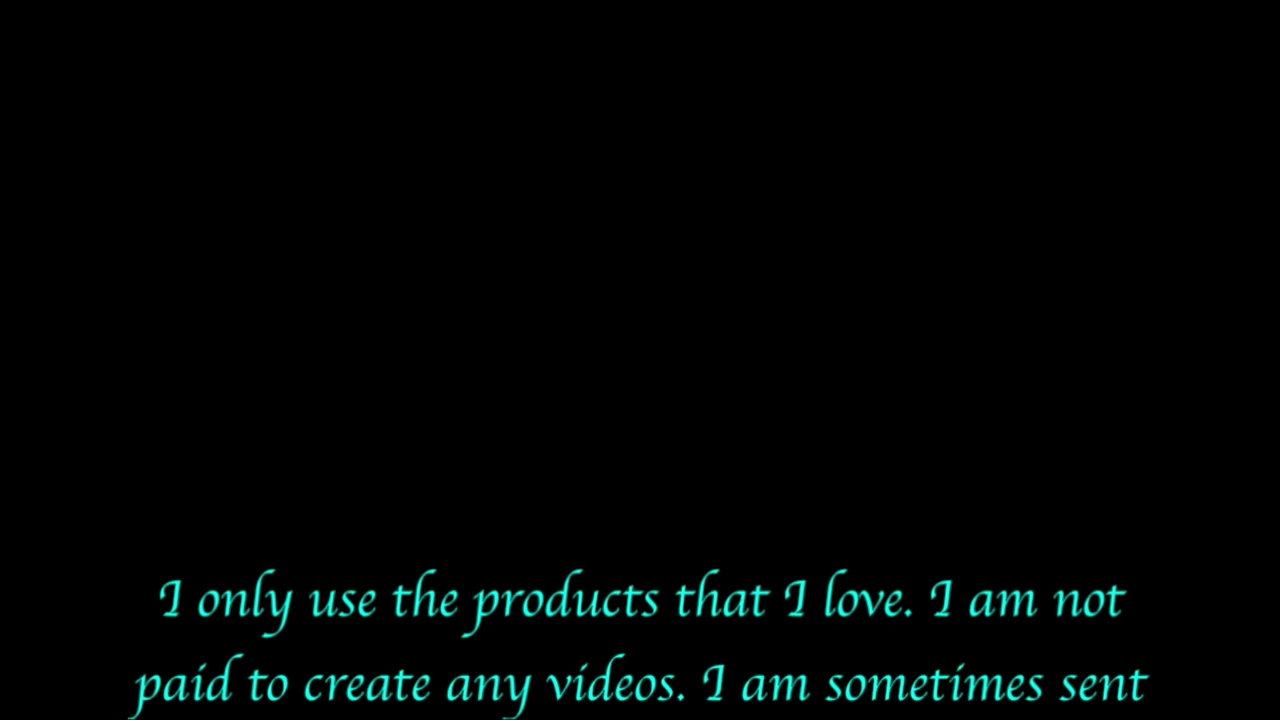 I only use the products that I love. I am not
paid to create any videos. I am sometimes sent